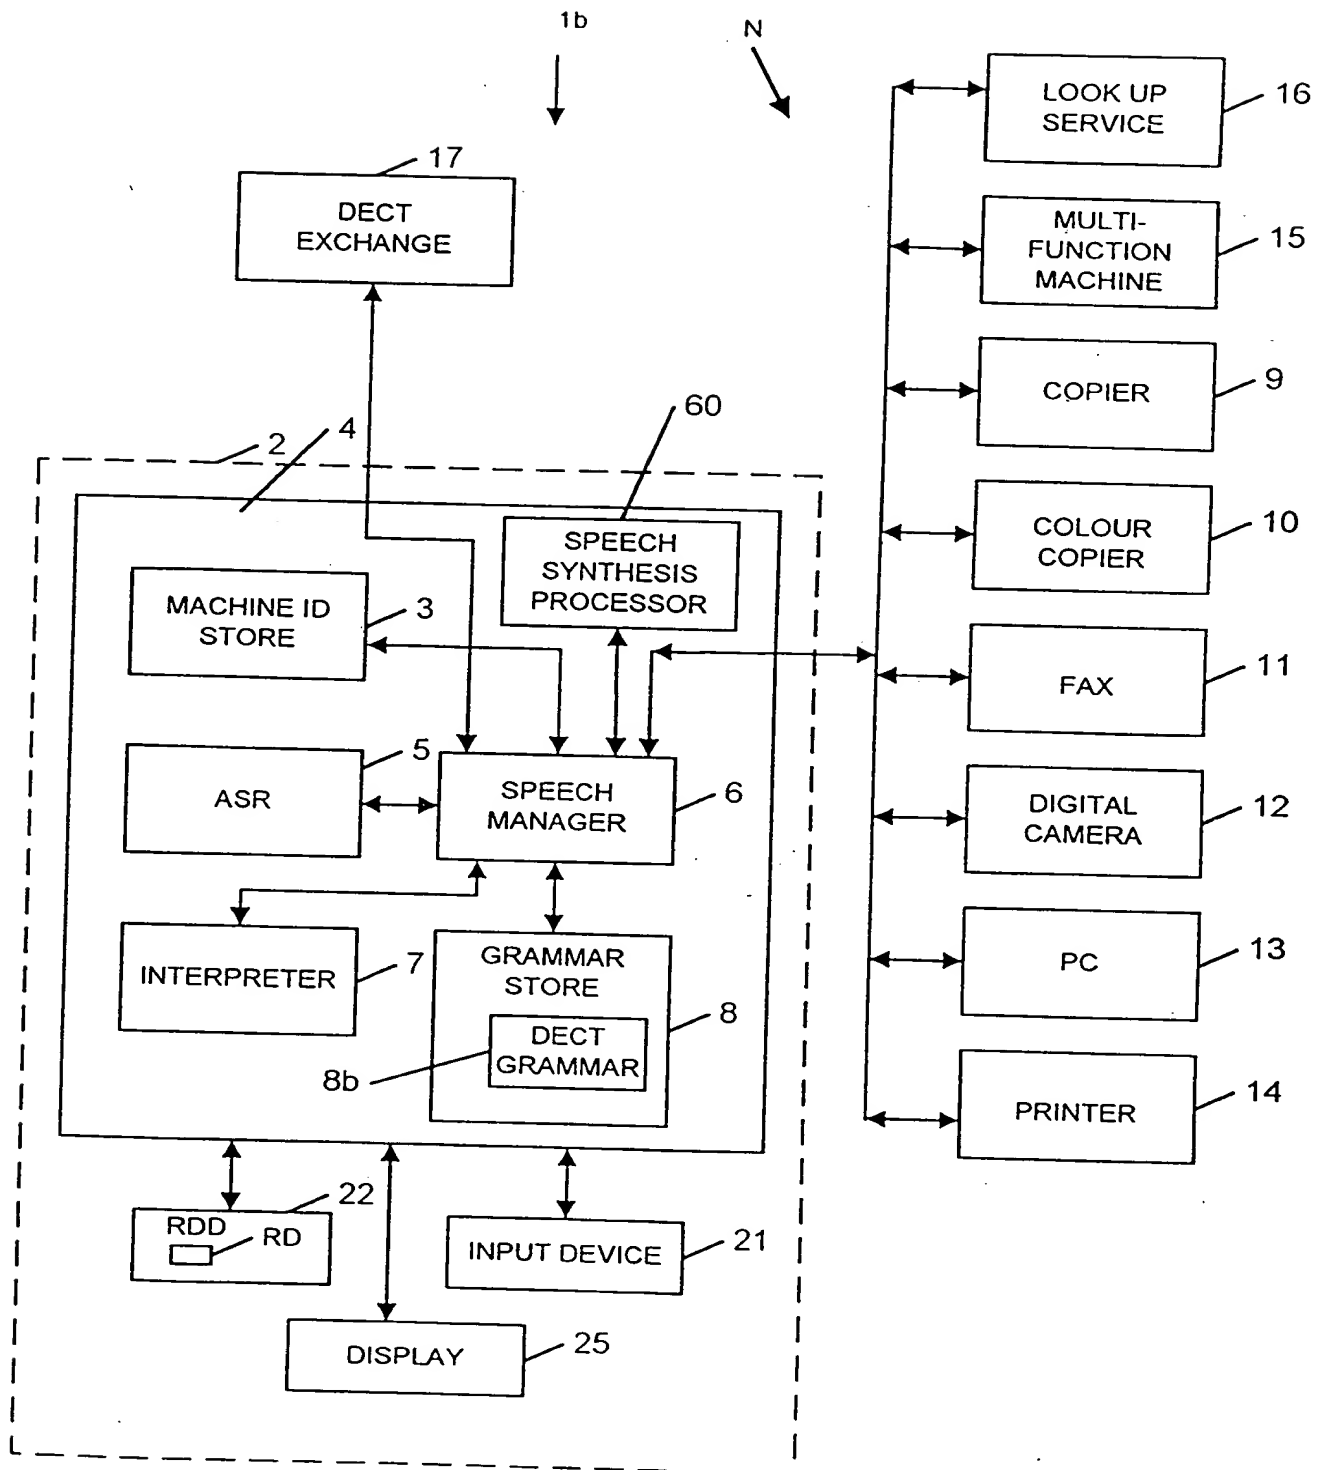 1b
N
LOOK UP
SERVICE
16
17
DECT
EXCHANGE
MULTI-
FUNCTION
MACHINE
15
COPIER
9
60
4
2
COLOUR
COPIER
10
SPEECH
SYNTHESIS
PROCESSOR
MACHINE ID
STORE
3
FAX
11
ASR
5
SPEECH
MANAGER
6
DIGITAL
CAMERA
12
INTERPRETER
7
GRAMMAR
STORE
8
DECT
GRAMMAR
8b
PC
13
PRINTER
14
22
RDD
RD
INPUT DEVICE
21
DISPLAY
25